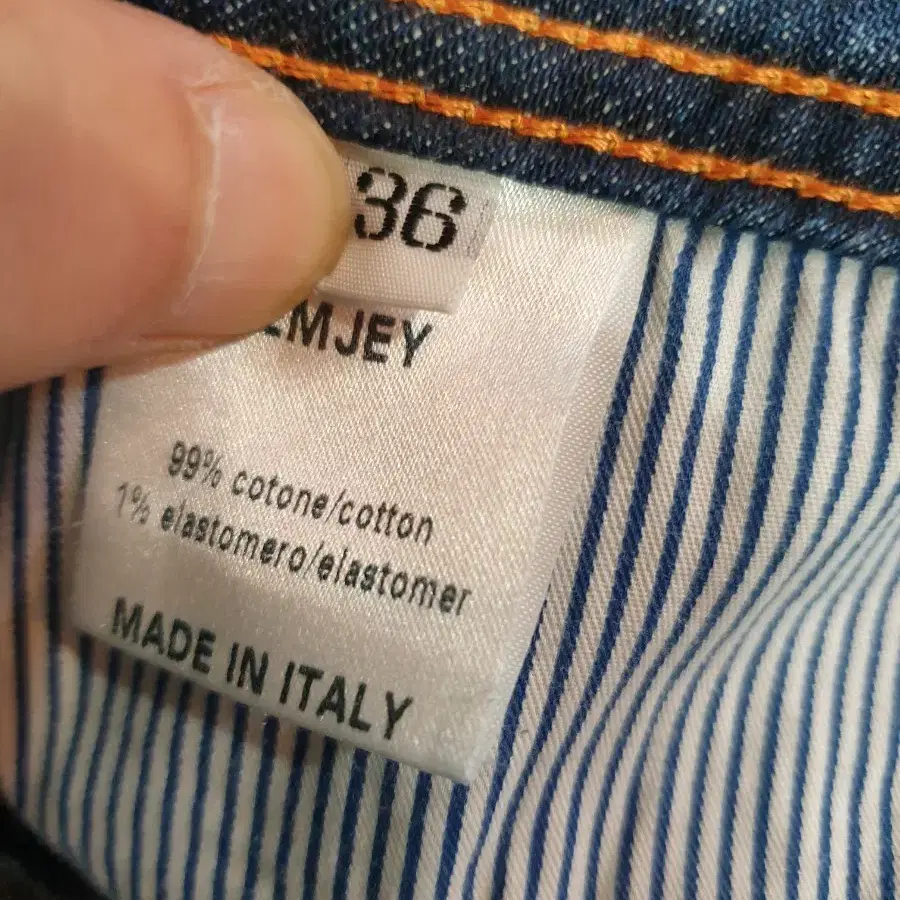 36
EMJEY
99% cotone/cotton
1% elastomero/elastomer
MADE IN ITALY